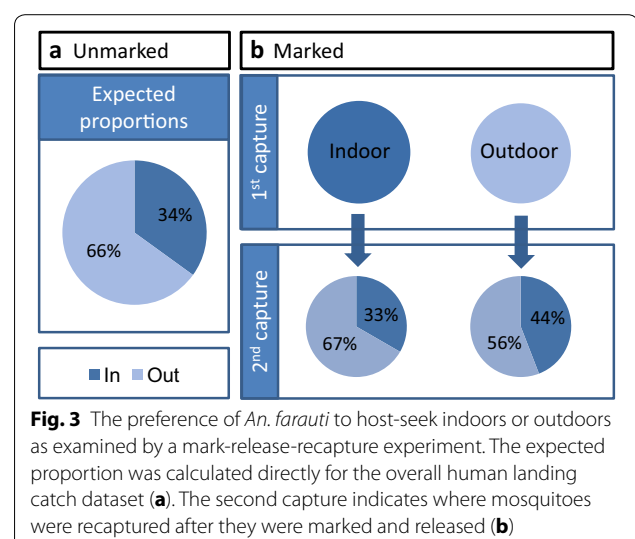 a Unmarked
b Marked
Expected
proportions
34%
66%
In Out
1st capture
Indoor
Outdoor
2nd capture
33%
67%
44%
56%
Fig. 3 The preference of An. farauti to host-seek indoors or outdoors
as examined by a mark-release-recapture experiment. The expected
proportion was calculated directly for the overall human landing
catch dataset (a). The second capture indicates where mosquitoes
were recaptured after they were marked and released (b)